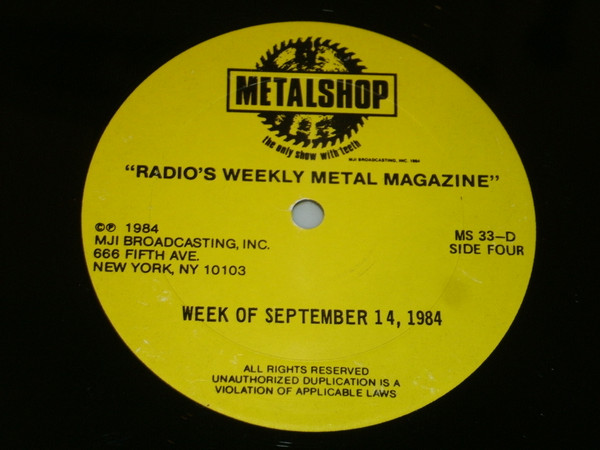 METALSHOP
the only show with teeth
MJI BROADCASTING, INC. 1984
"RADIO'S WEEKLY METAL MAGAZINE"
©℗ 1984
MJI BROADCASTING, INC.
666 FIFTH AVE.
NEW YORK, NY 10103
MS 33-D
SIDE FOUR
WEEK OF SEPTEMBER 14, 1984
ALL RIGHTS RESERVED
UNAUTHORIZED DUPLICATION IS A
VIOLATION OF APPLICABLE LAWS